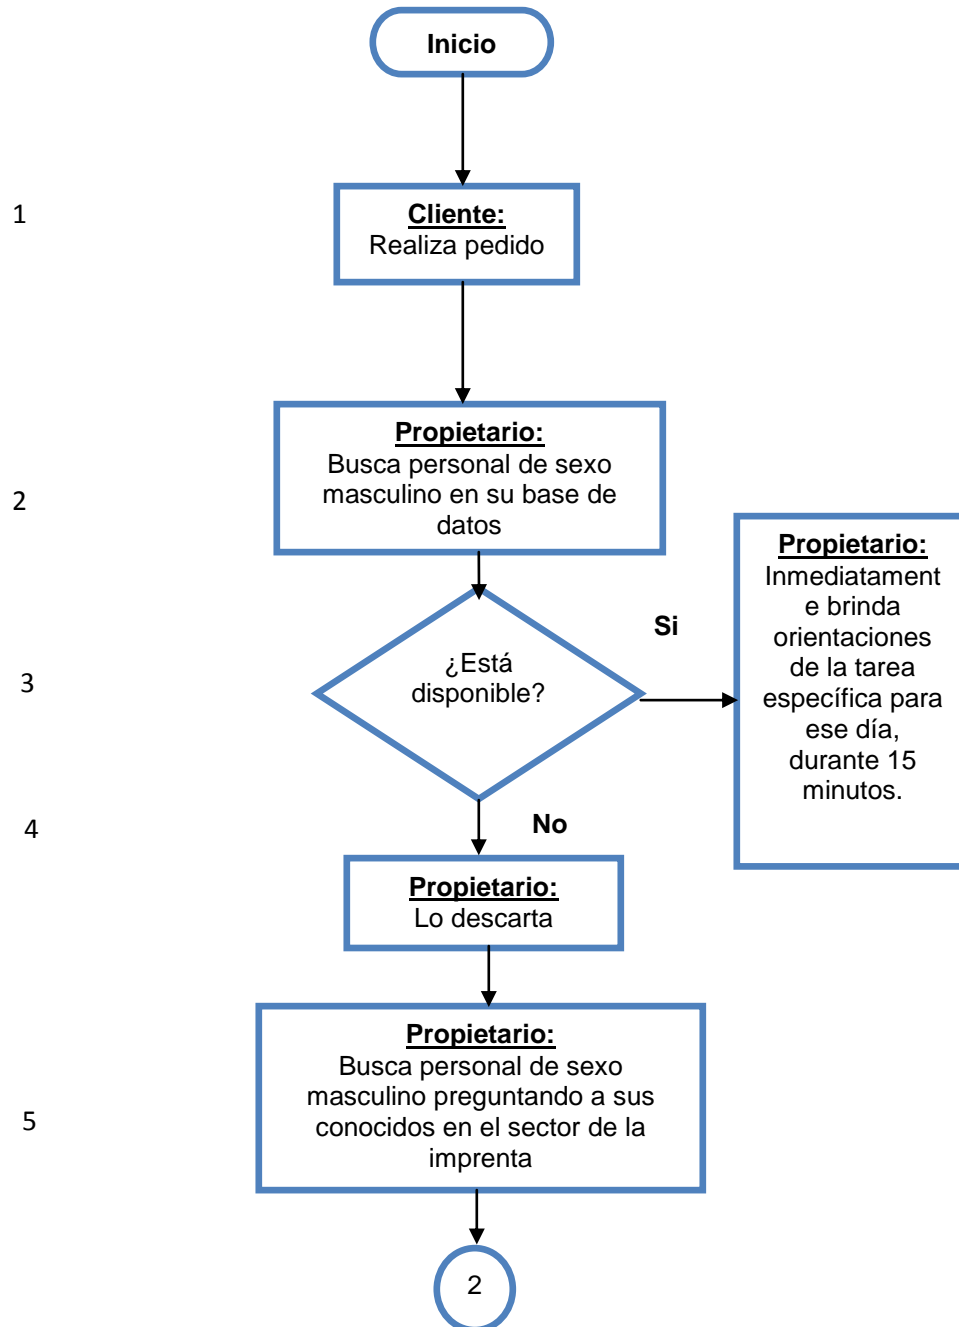 Inicio
1
Cliente:
Realiza pedido
2
Propietario:
Busca personal de sexo
masculino en su base de
datos
3
¿Está
disponible?
Si
Propietario:
Inmediatament
e brinda
orientaciones
de la tarea
específica para
ese día,
durante 15
minutos.
4
No
Propietario:
Lo descarta
5
Propietario:
Busca personal de sexo
masculino preguntando a sus
conocidos en el sector de la
imprenta
2